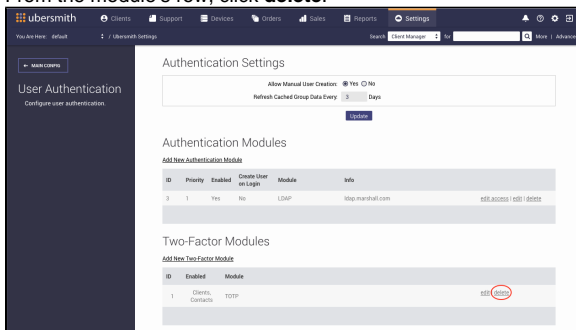 From the module's row, click delete.
ubersmith Clients Support Devices Orders Sales Reports Settings
You Are Here: default / Ubersmith Settings Search Client Manager for More | Advance
← MAIN CONFIG
User Authentication
Configure user authentication.
Authentication Settings
Allow Manual User Creation: Yes No
Refresh Cached Group Data Every: 3 Days
Update
Authentication Modules
Add New Authentication Module
ID Priority Enabled Create User on Login Module Info
3 1 Yes No LDAP ldap.marshall.com edit access | edit | delete
Two-Factor Modules
Add New Two-Factor Module
ID Enabled Module
1 Clients, Contacts TOTP edit | delete